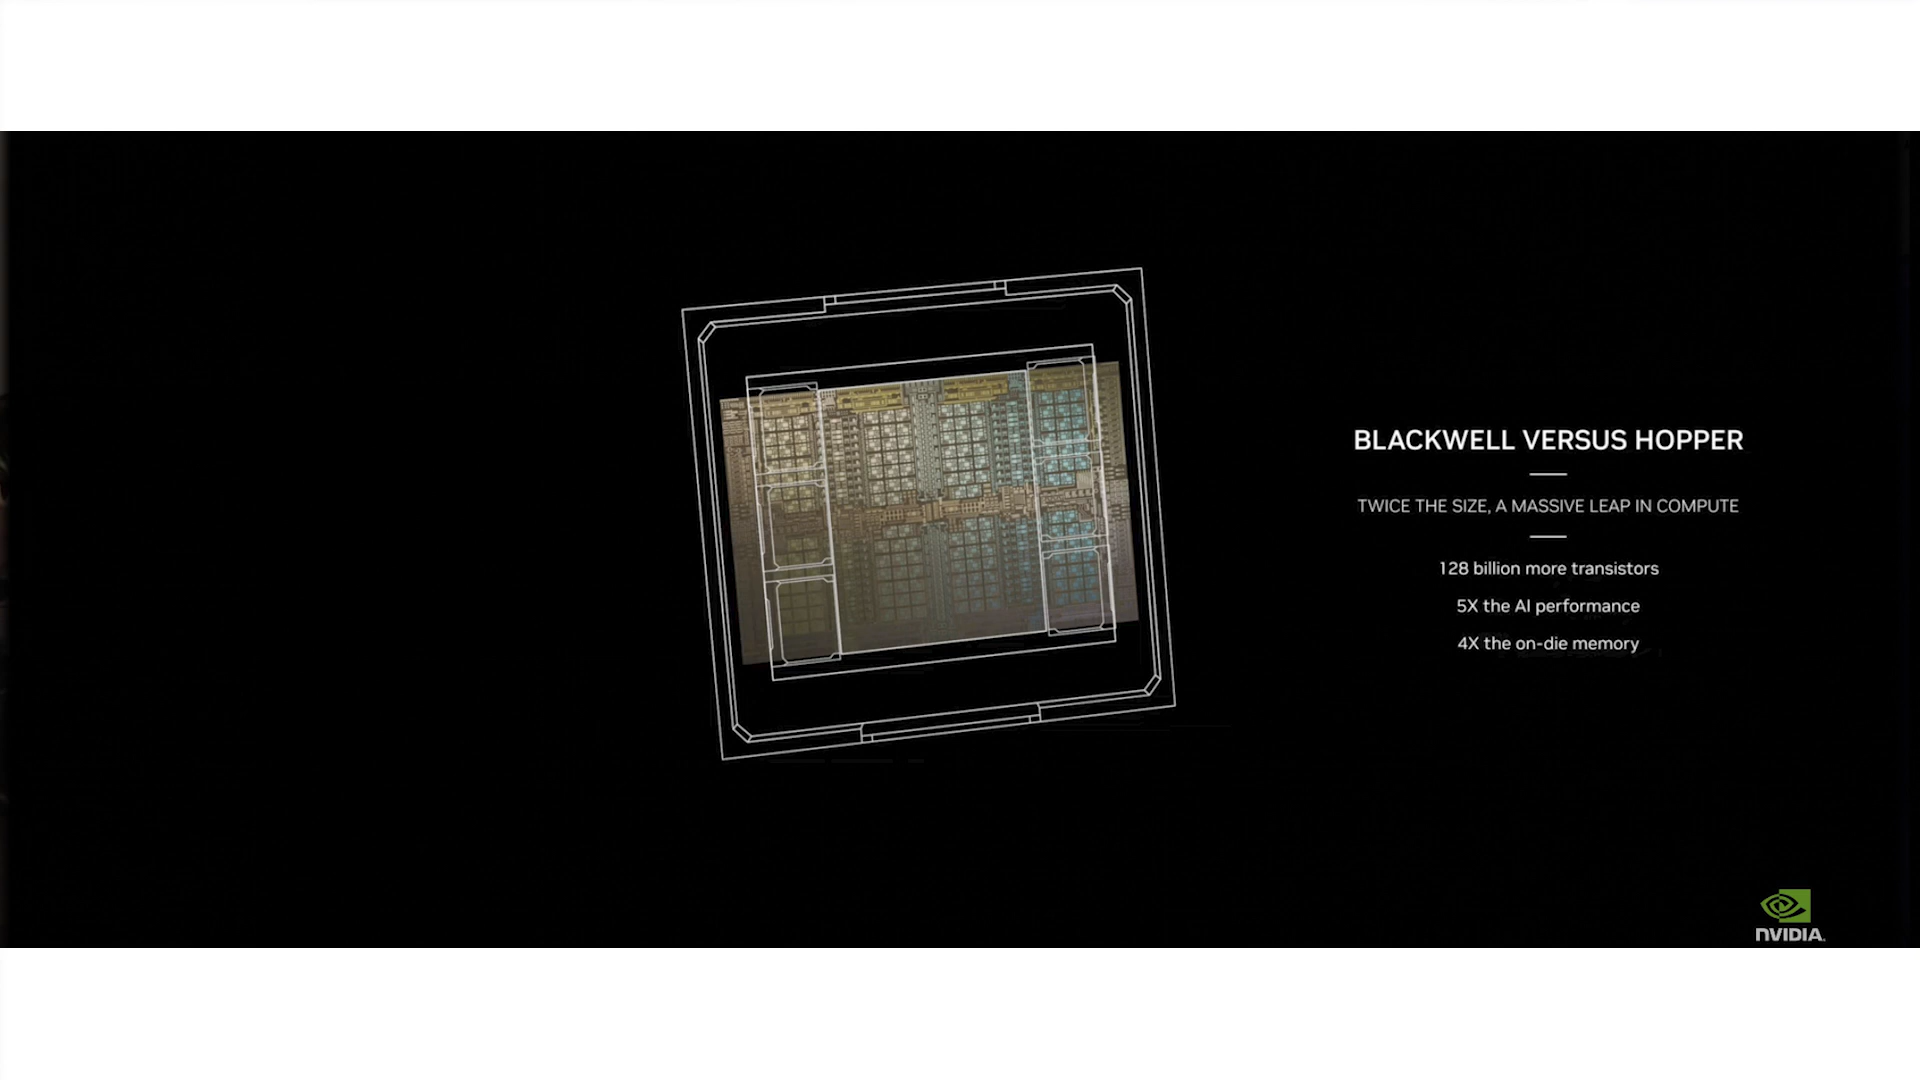 BLACKWELL VERSUS HOPPER
TWICE THE SIZE, A MASSIVE LEAP IN COMPUTE
128 billion more transistors
5X the AI performance
4X the on-die memory
NVIDIA.